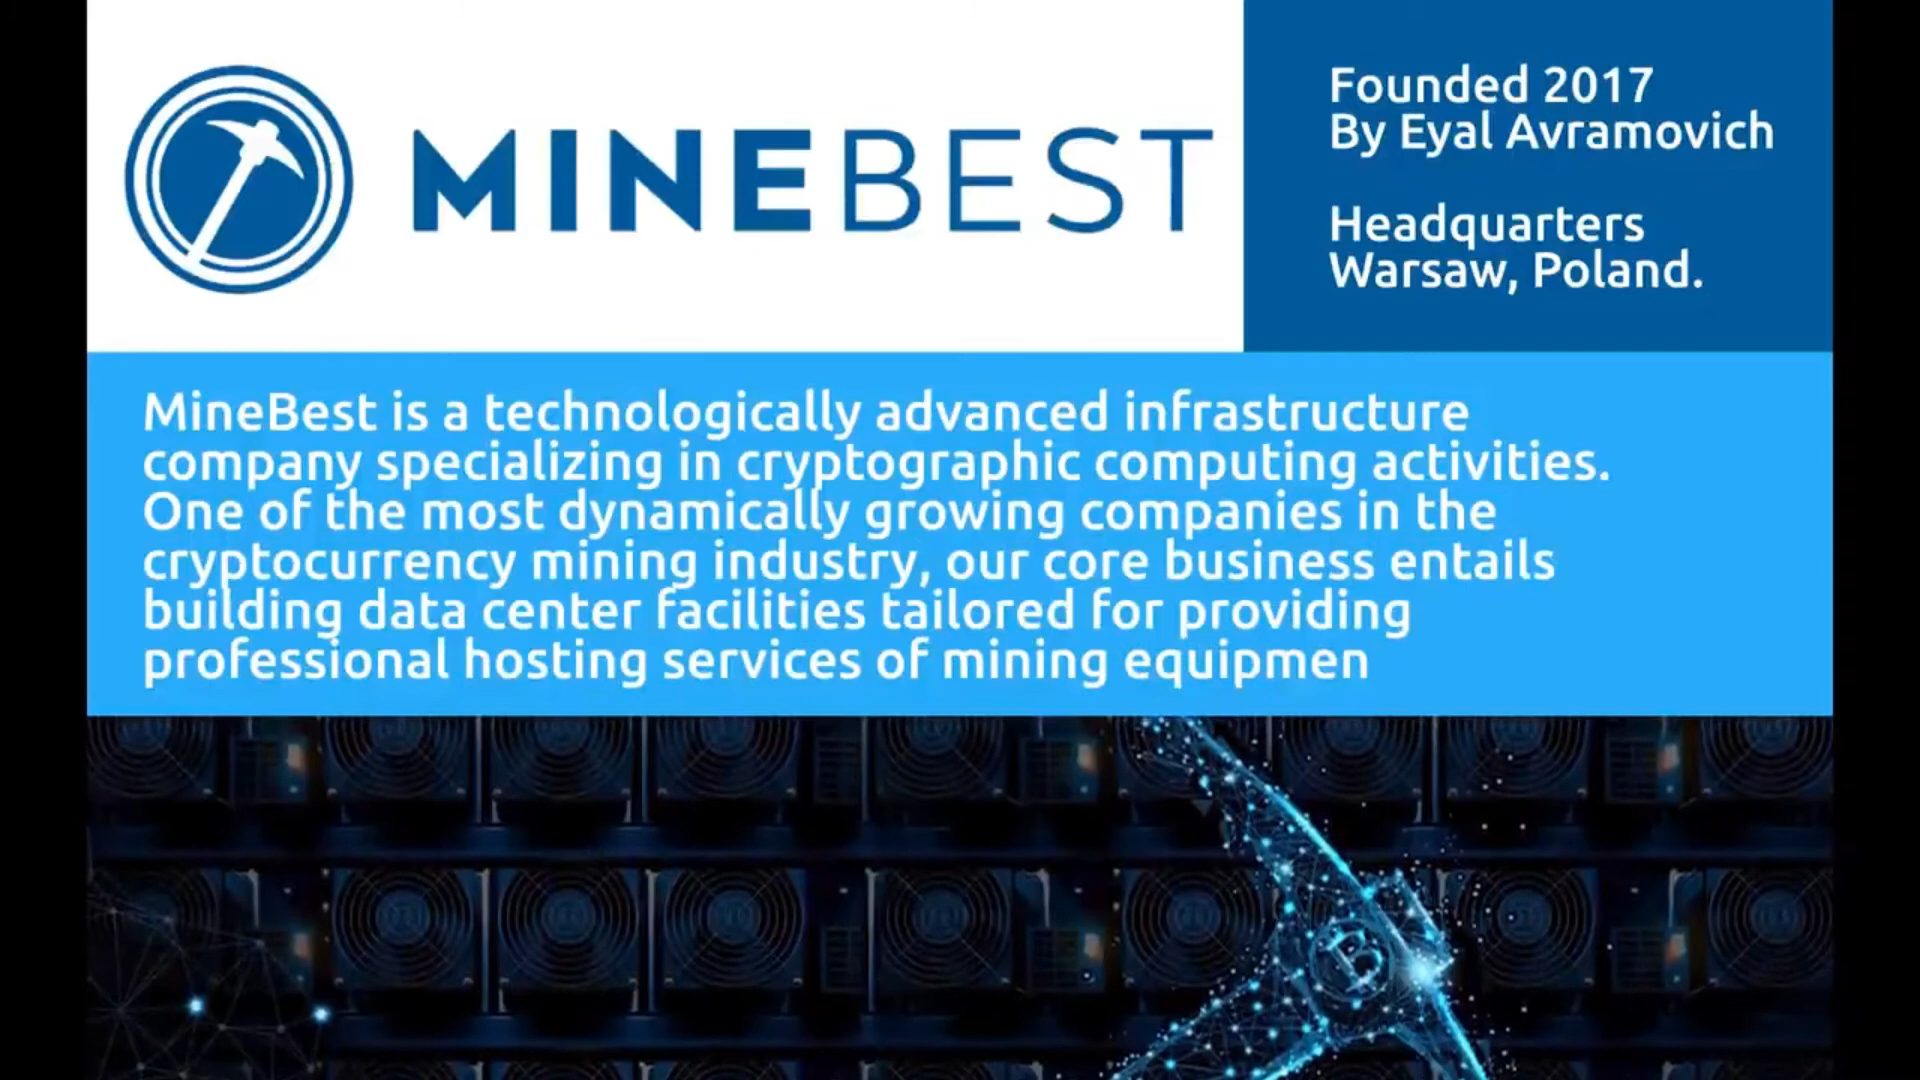 MINEBEST
Founded 2017
By Eyal Avramovich
Headquarters
Warsaw, Poland.
MineBest is a technologically advanced infrastructure
company specializing in cryptographic computing activities.
One of the most dynamically growing companies in the
cryptocurrency mining industry, our core business entails
building data center facilities tailored for providing
professional hosting services of mining equipmen